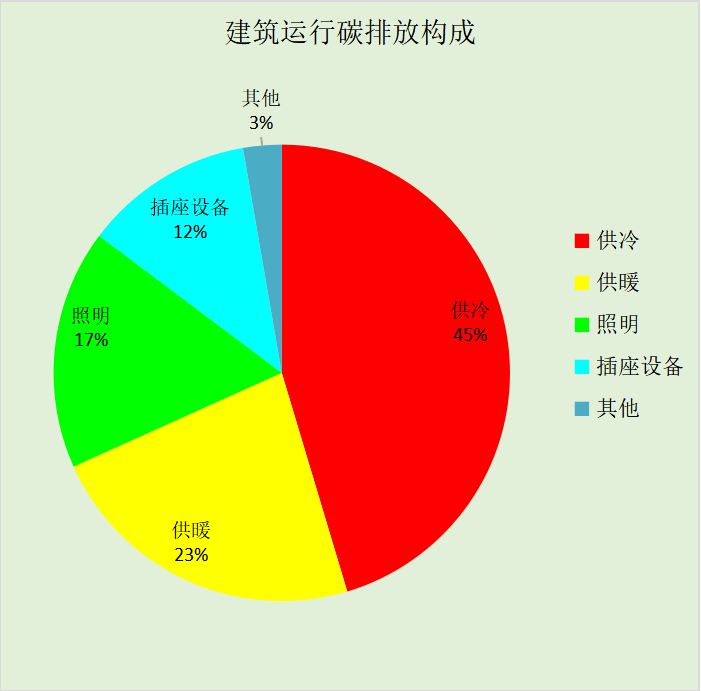 建筑运行碳排放构成
其他
3%
插座设备
12%
照明
17%
供冷
45%
供暖
23%
供冷
供暖
照明
插座设备
其他